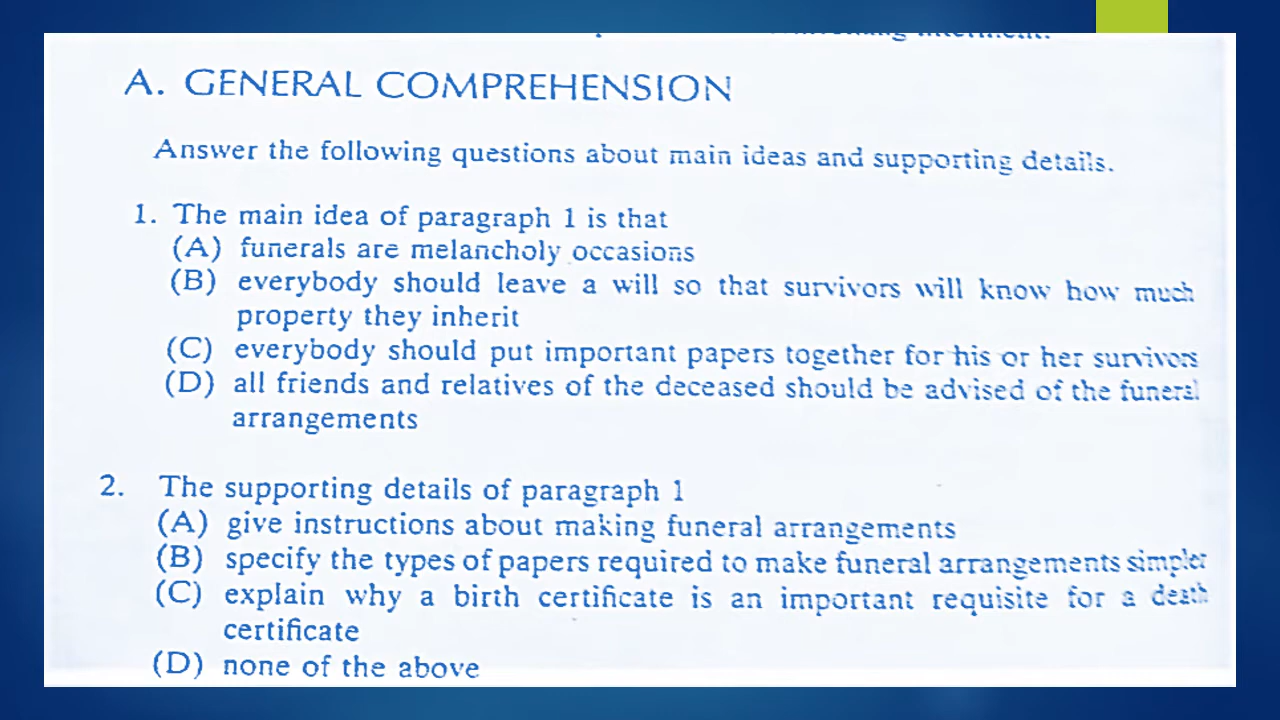 interment.
A. GENERAL COMPREHENSION
Answer the following questions about main ideas and supporting details.
1. The main idea of paragraph 1 is that
(A) funerals are melancholy occasions
(B) everybody should leave a will so that survivors will know how much
property they inherit
(C) everybody should put important papers together for his or her survivors
(D) all friends and relatives of the deceased should be advised of the funeral
arrangements
2. The supporting details of paragraph 1
(A) give instructions about making funeral arrangements
(B) specify the types of papers required to make funeral arrangements simpler
(C) explain why a birth certificate is an important requisite for a death
certificate
(D) none of the above